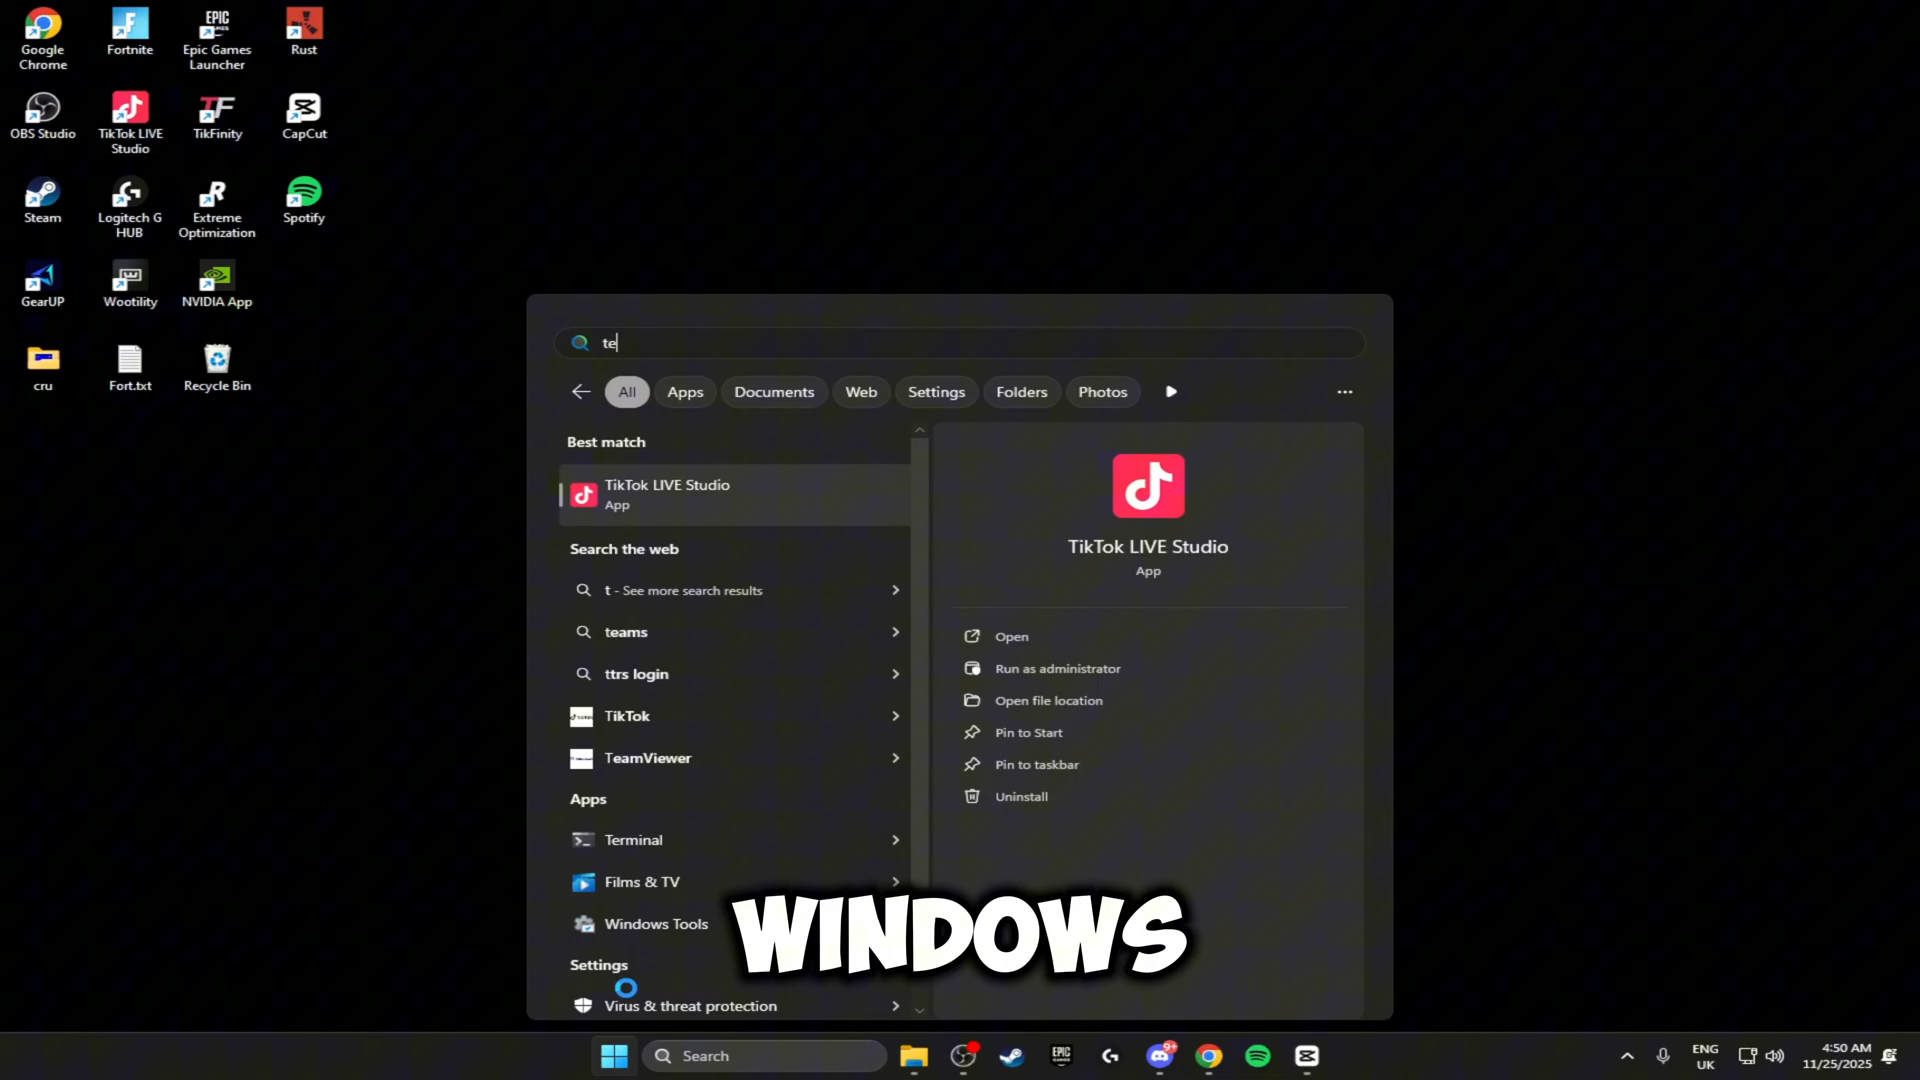 Google Chrome
Fortnite
EPIC GAMES
Epic Games Launcher
Rust
OBS Studio
TikTok LIVE Studio
TF
TikFinity
CapCut
Steam
Logitech G HUB
Extreme Optimization
Spotify
GearUP
Wootility
NVIDIA App
cru
Fort.txt
Recycle Bin
te
All
Apps
Documents
Web
Settings
Folders
Photos
Best match
TikTok LIVE Studio
App
Search the web
t - See more search results
teams
ttrs login
TikTok
TeamViewer
Apps
Terminal
Films & TV
Windows Tools
Settings
Virus & threat protection
TikTok LIVE Studio
App
Open
Run as administrator
Open file location
Pin to Start
Pin to taskbar
Uninstall
WINDOWS
Search
EPIC
9+
ENG
UK
4:50 AM
11/25/2025